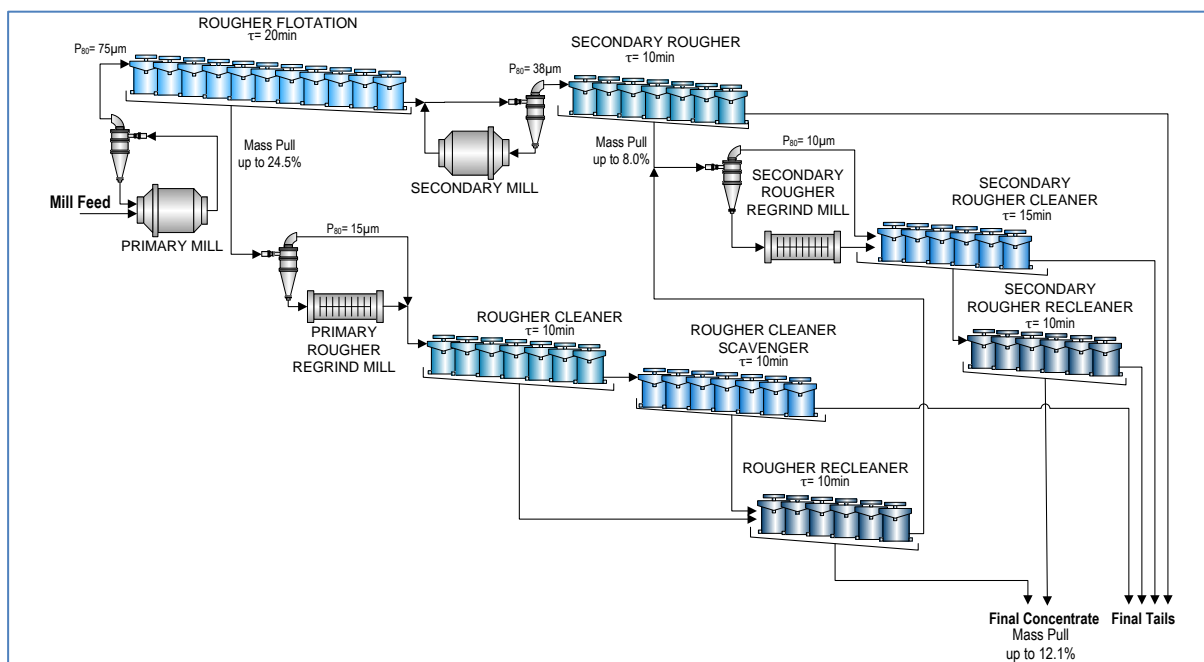 ROUGHER FLOTATION
τ= 20min
P80= 75µm
SECONDARY ROUGHER
τ= 10min
P80= 38µm
Mass Pull
up to 24.5%
SECONDARY MILL
Mass Pull
up to 8.0%
P80= 10µm
SECONDARY
ROUGHER
REGRIND MILL
SECONDARY
ROUGHER CLEANER
τ= 15min
Mill Feed
PRIMARY MILL
P80= 15µm
PRIMARY
ROUGHER
REGRIND MILL
ROUGHER CLEANER
τ= 10min
ROUGHER CLEANER
SCAVENGER
τ= 10min
SECONDARY
ROUGHER RECLEANER
τ= 10min
ROUGHER RECLEANER
τ= 10min
Final Concentrate
Mass Pull
up to 12.1%
Final Tails